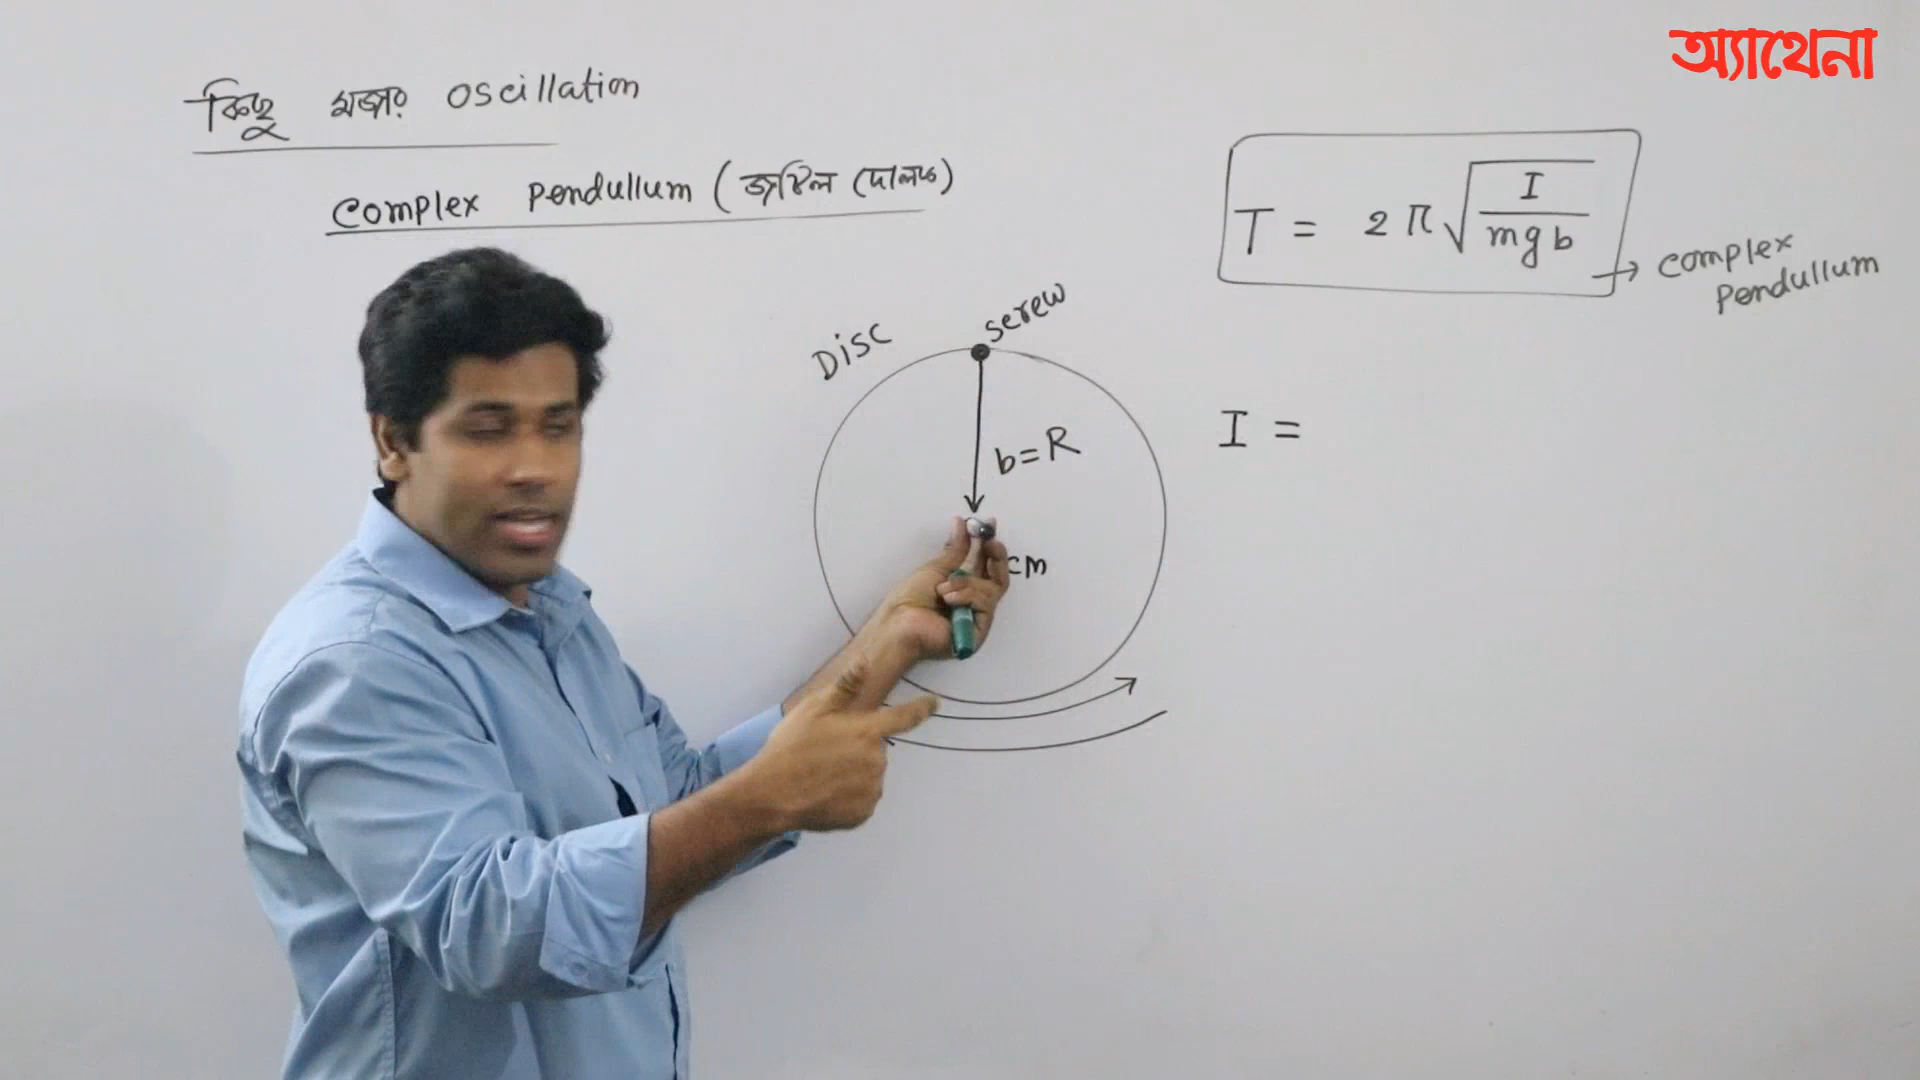 অ্যাথেনা
কিছু মজার oscillation
Complex Pendullum (জটিল দোলক)
T = 2π√(I/mgb)
→ complex
pendullum
Disc
screw
b=R
I =
cm